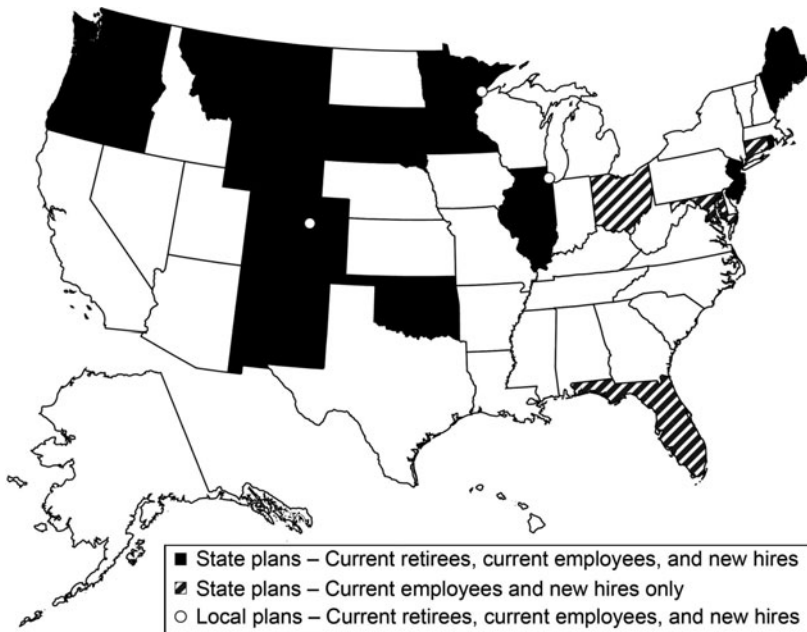 State plans – Current retirees, current employees, and new hires
State plans – Current employees and new hires only
Local plans – Current retirees, current employees, and new hires